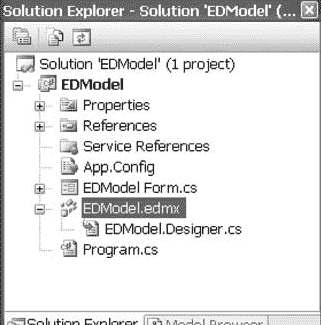 Solution Explorer - Solution 'EDModel' (...
Solution 'EDModel' (1 project)
EDModel
Properties
References
Service References
App.Config
EDModel Form.cs
EDModel.edmx
EDModel.Designer.cs
Program.cs
Solution Explorer Model Browser